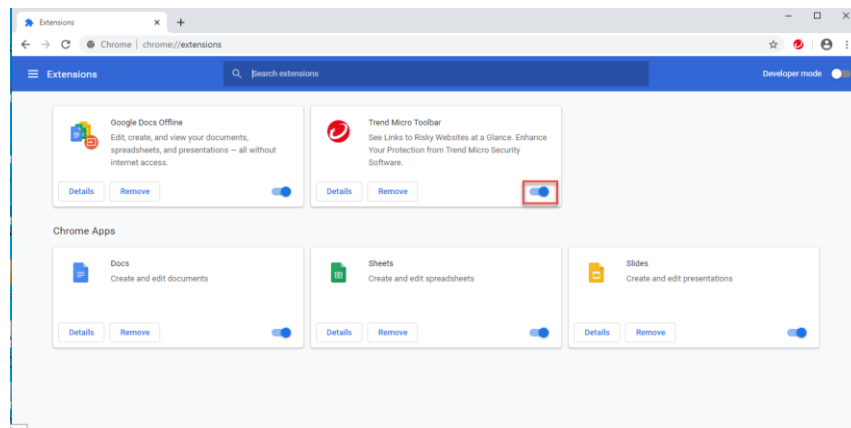 Extensions
Chrome | chrome://extensions
Extensions
Search extensions
Developer mode
Google Docs Offline
Edit, create, and view your documents,
spreadsheets, and presentations — all without
internet access.
Details Remove
Trend Micro Toolbar
See Links to Risky Websites at a Glance. Enhance
Your Protection from Trend Micro Security
Software.
Details Remove
Chrome Apps
Docs
Create and edit documents
Details Remove
Sheets
Create and edit spreadsheets
Details Remove
Slides
Create and edit presentations
Details Remove